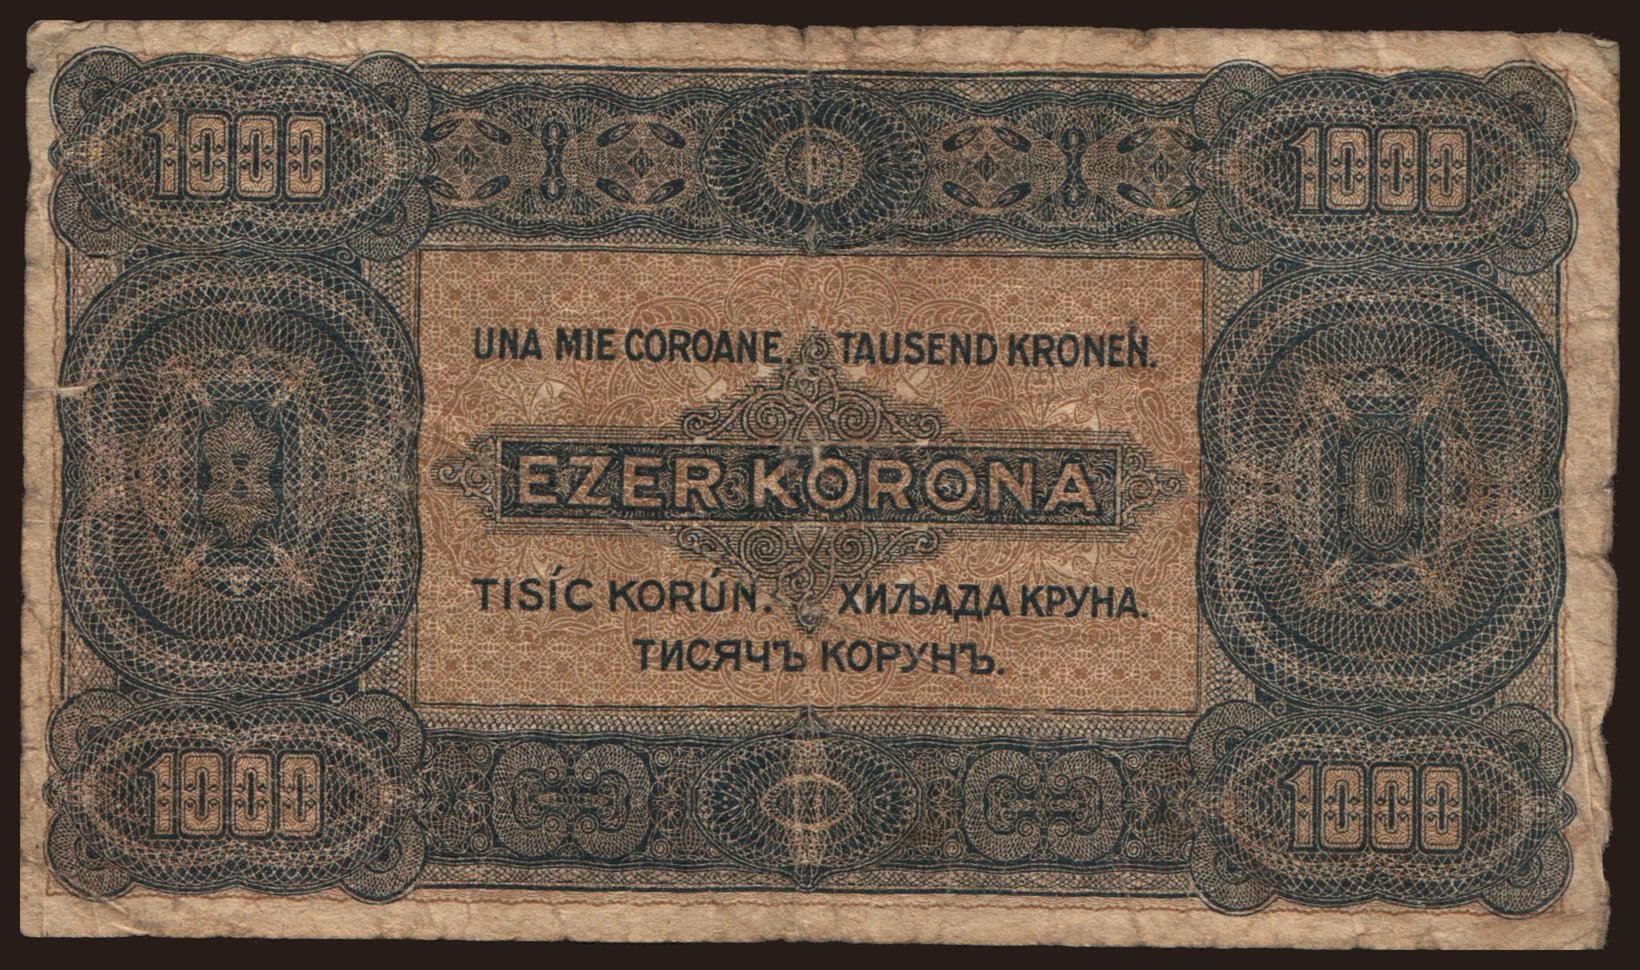 1000 1000
UNA MIE COROANE. TAUSEND KRONEN.
EZER KORONA
TISÍC KORÚN. ХИЉАДА КРУНА.
ТИСЯЧЪ КОРУНЪ.
1000 1000